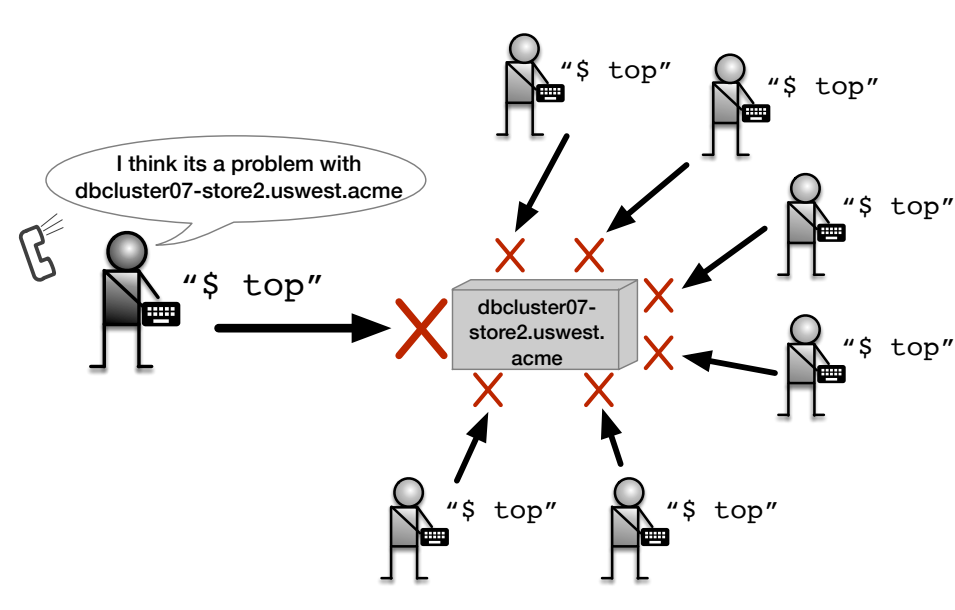 “$ top”
“$ top”
I think its a problem with
dbcluster07-store2.uswest.acme
“$ top”
“$ top”
dbcluster07-
store2.uswest.
acme
“$ top”
“$ top”
“$ top”